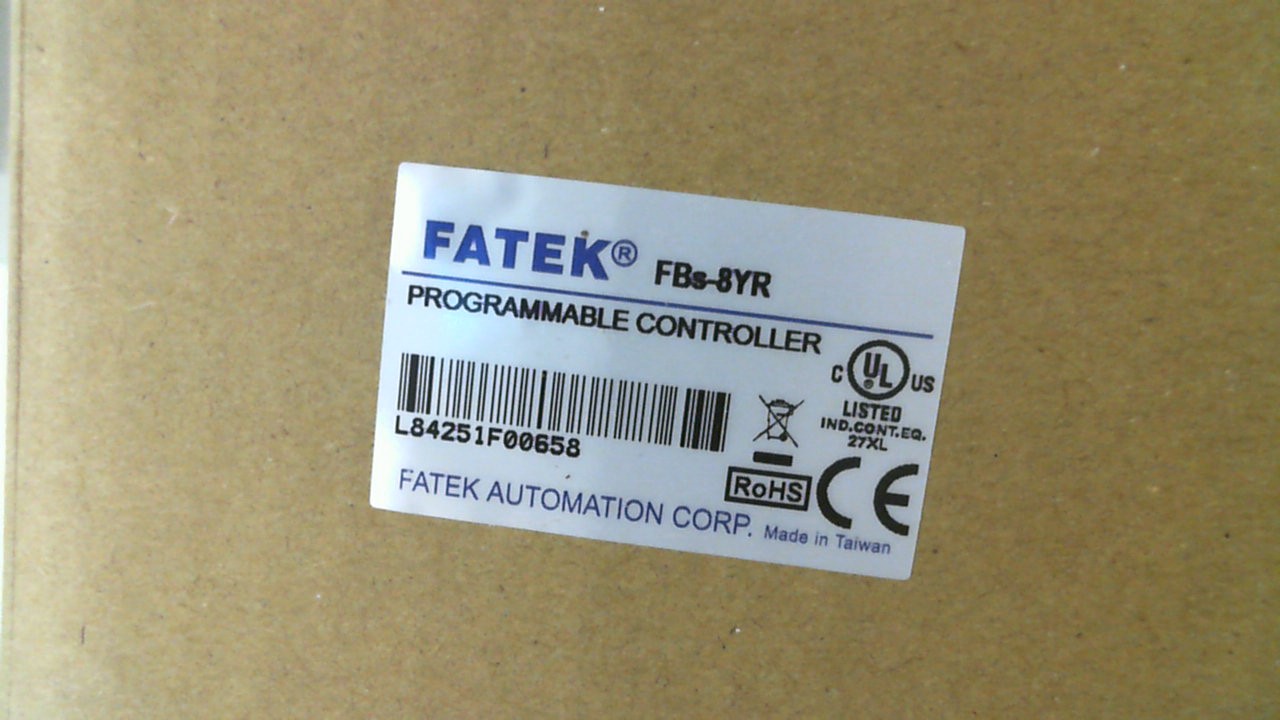 FATEK® FBs-8YR
PROGRAMMABLE CONTROLLER
C UL® US
LISTED
IND.CONT.EQ.
27XL
L84251F00658
RoHS CE
FATEK AUTOMATION CORP. Made in Taiwan